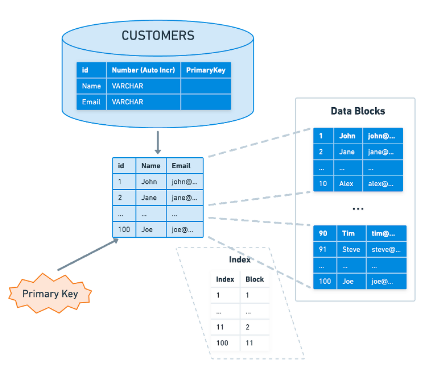 CUSTOMERS
id Number (Auto Incr) PrimaryKey
Name VARCHAR
Email VARCHAR
Data Blocks
1 John john@...
2 Jane jane@...
... ... ...
10 Alex alex@...
...
90 Tim tim@...
91 Steve steve@...
... ... ...
100 Joe joe@...
id Name Email
1 John john@...
2 Jane jane@...
... ... ...
100 Joe joe@...
Index
Index Block
1 1
... ...
11 2
100 11
Primary Key